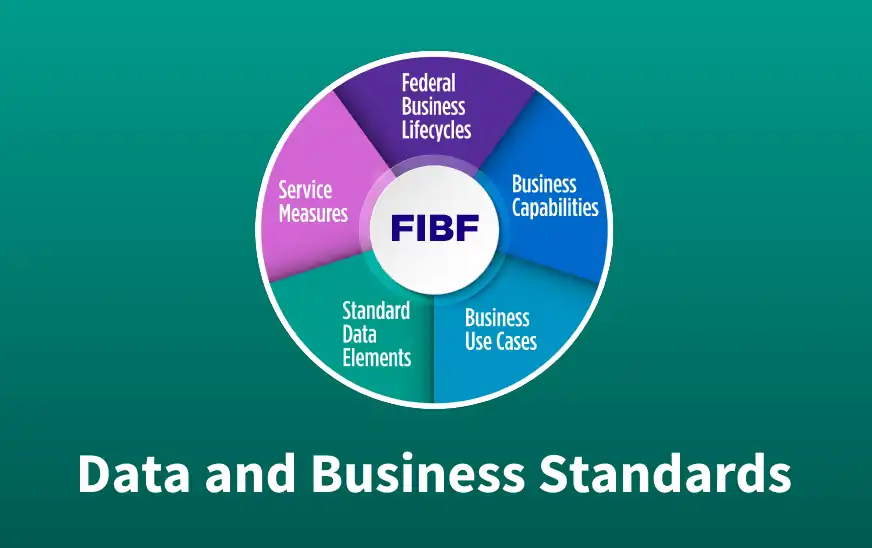 Federal
Business
Lifecycles
Business
Capabilities
Business
Use Cases
Standard
Data
Elements
Service
Measures
FIBF
Data and Business Standards